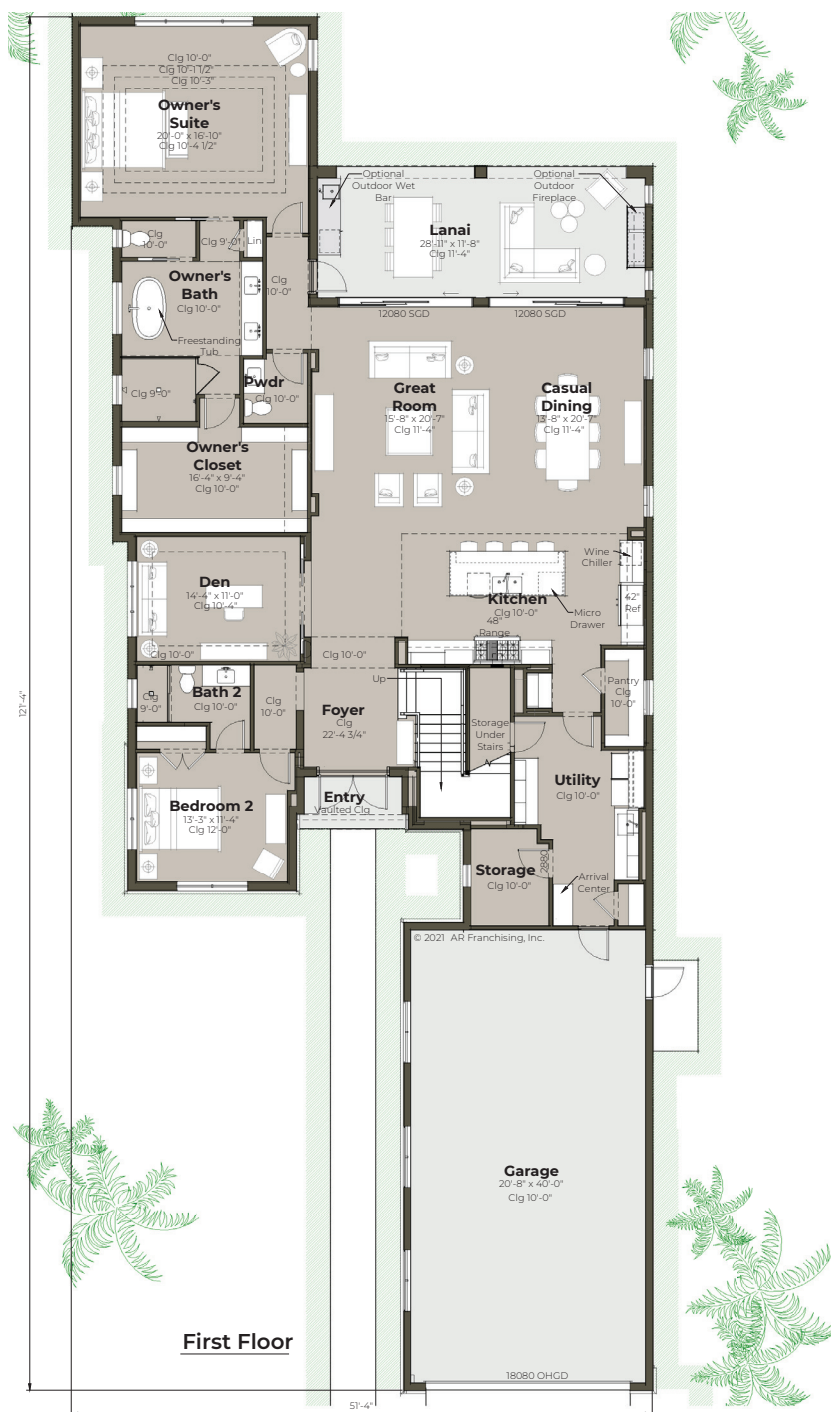 Clg 10'-0"
Clg 10'-1 1/2"
Clg 10'-3"
Owner's
Suite
20'-0" x 16'-10"
Clg 10'-4 1/2"
Optional
Outdoor Wet
Bar
Optional
Outdoor
Fireplace
Lanai
28'-11" x 11'-8"
Clg 11'-4"
Clg
10'-0"
Clg 9'-0"
Lin
Clg
10'-0"
Owner's
Bath
Clg 10'-0"
Freestanding
Tub
12080 SGD
12080 SGD
Clg 9'-0"
Pwdr
Clg 10'-0"
Great
Room
15'-8" x 20'-7"
Clg 11'-4"
Casual
Dining
13'-8" x 20'-7"
Clg 11'-4"
Owner's
Closet
16'-4" x 9'-4"
Clg 10'-0"
Den
14'-4" x 11'-0"
Clg 10'-4"
Clg 10'-0"
Wine
Chiller
42"
Ref
Kitchen
Clg 10'-0"
48"
Range
Micro
Drawer
Clg 10'-0"
Up
Clg
9'-0"
Bath 2
Clg 10'-0"
Clg
10'-0"
Foyer
Clg
22'-4 3/4"
Storage
Under
Stairs
Pantry
Clg
10'-0"
121'-4"
Utility
Clg 10'-0"
Entry
Vaulted Clg
Bedroom 2
13'-3" x 11'-4"
Clg 12'-0"
Storage
Clg 10'-0"
2880
Arrival
Center
© 2021 AR Franchising, Inc.
Garage
20'-8" x 40'-0"
Clg 10'-0"
First Floor
18080 OHGD
51'-4"